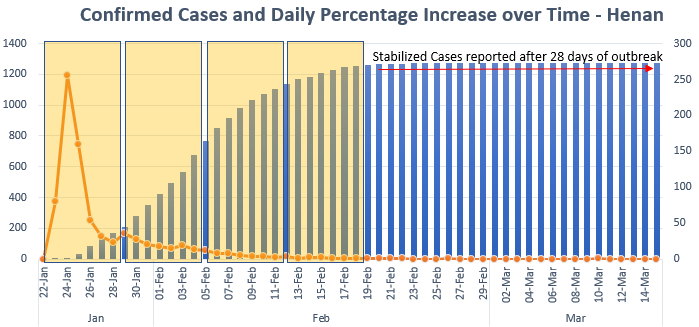 Confirmed Cases and Daily Percentage Increase over Time - Henan
Stabilized Cases reported after 28 days of outbreak
1400
1200
1000
800
600
400
200
0
300
250
200
150
100
50
0
22-Jan
24-Jan
26-Jan
28-Jan
30-Jan
01-Feb
03-Feb
05-Feb
07-Feb
09-Feb
11-Feb
13-Feb
15-Feb
17-Feb
19-Feb
21-Feb
23-Feb
25-Feb
27-Feb
29-Feb
02-Mar
04-Mar
06-Mar
08-Mar
10-Mar
12-Mar
14-Mar
Jan
Feb
Mar